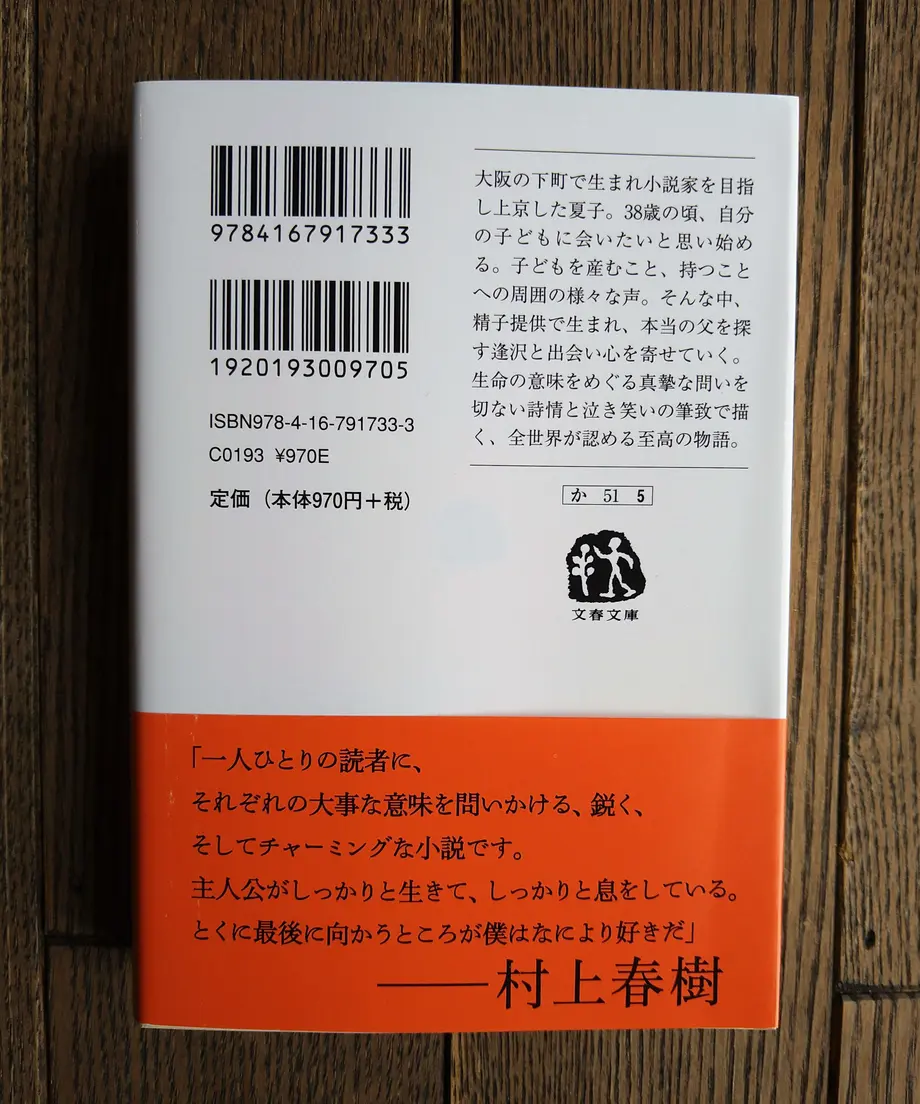 9784167917333
1920193009705
ISBN978-4-16-791733-3
C0193 ¥970E
定価（本体970円＋税）
大阪の下町で生まれ小説家を目指
し上京した夏子。38歳の頃、自分
の子どもに会いたいと思い始め
る。子どもを産むこと、持つこと
への周囲の様々な声。そんな中、
精子提供で生まれ、本当の父を探
す逢沢と出会い心を寄せていく。
生命の意味をめぐる真摯な問いを
切ない詩情と泣き笑いの筆致で描
く、全世界が認める至高の物語。
か 51 5
文春文庫
「一人ひとりの読者に、
それぞれの大事な意味を問いかける、鋭く、
そしてチャーミングな小説です。
主人公がしっかりと生きて、しっかりと息をしている。
とくに最後に向かうところが僕はなにより好きだ」
——村上春樹